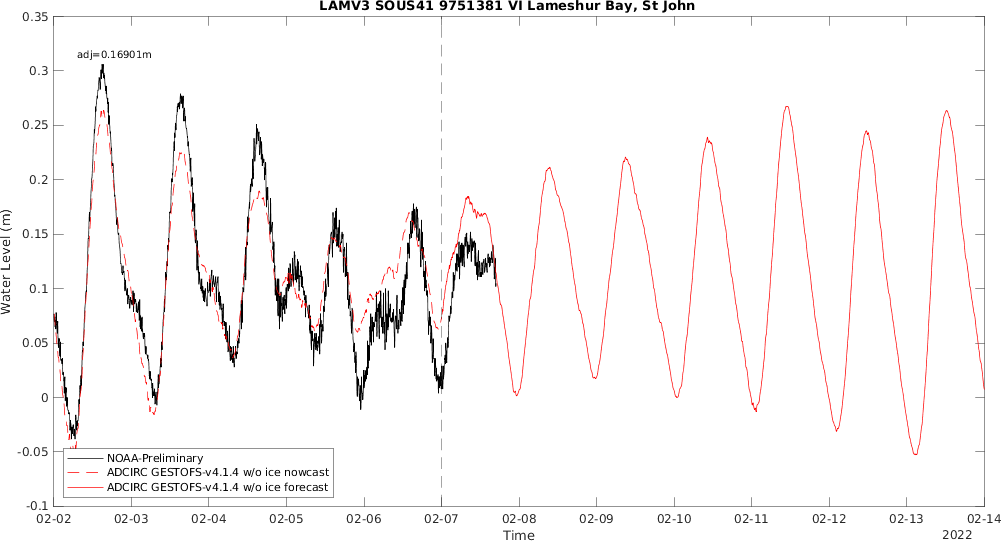 LAMV3 SOUS41 9751381 VI Lameshur Bay, St John
0.35
0.3
0.25
0.2
0.15
0.1
0.05
0
-0.05
-0.1
Water Level (m)
adj=0.16901m
NOAA-Preliminary
ADCIRC GESTOFS-v4.1.4 w/o ice nowcast
ADCIRC GESTOFS-v4.1.4 w/o ice forecast
02-02 02-03 02-04 02-05 02-06 02-07 02-08 02-09 02-10 02-11 02-12 02-13 02-14
Time
2022